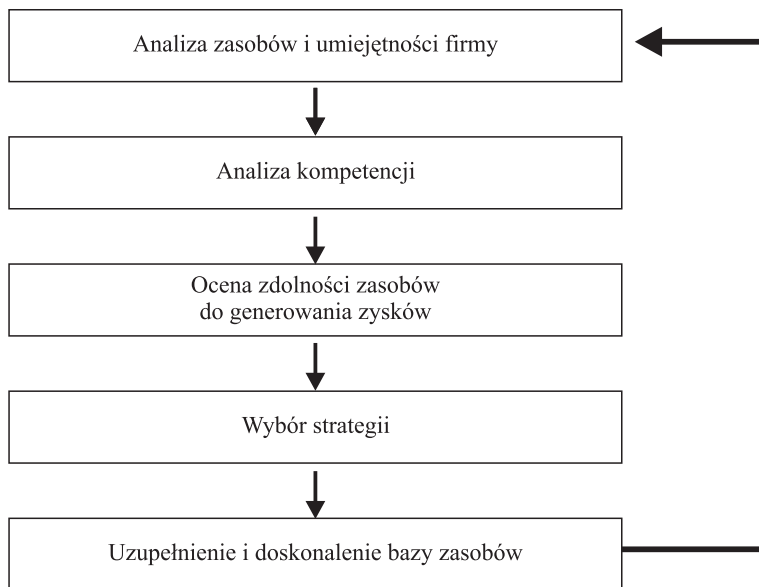 Analiza zasobów i umiejętności firmy
Analiza kompetencji
Ocena zdolności zasobów
do generowania zysków
Wybór strategii
Uzupełnienie i doskonalenie bazy zasobów